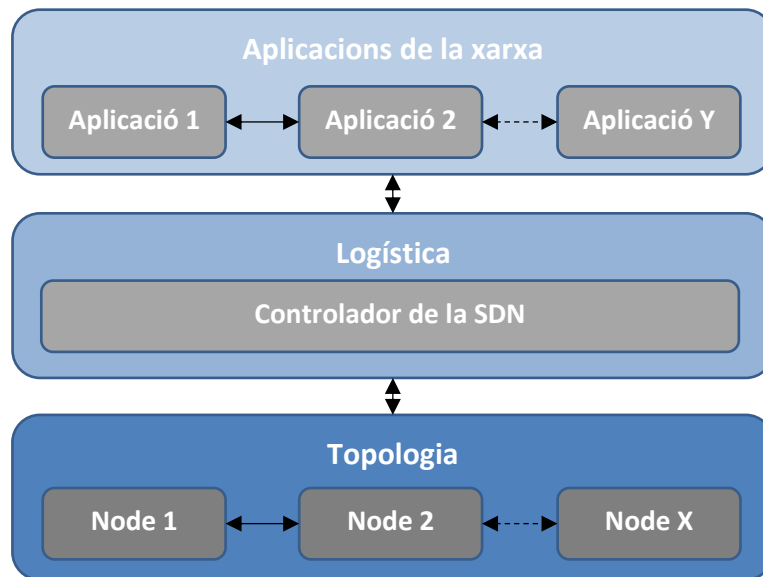 Aplicacions de la xarxa
Aplicació 1
Aplicació 2
Aplicació Y
Logística
Controlador de la SDN
Topologia
Node 1
Node 2
Node X